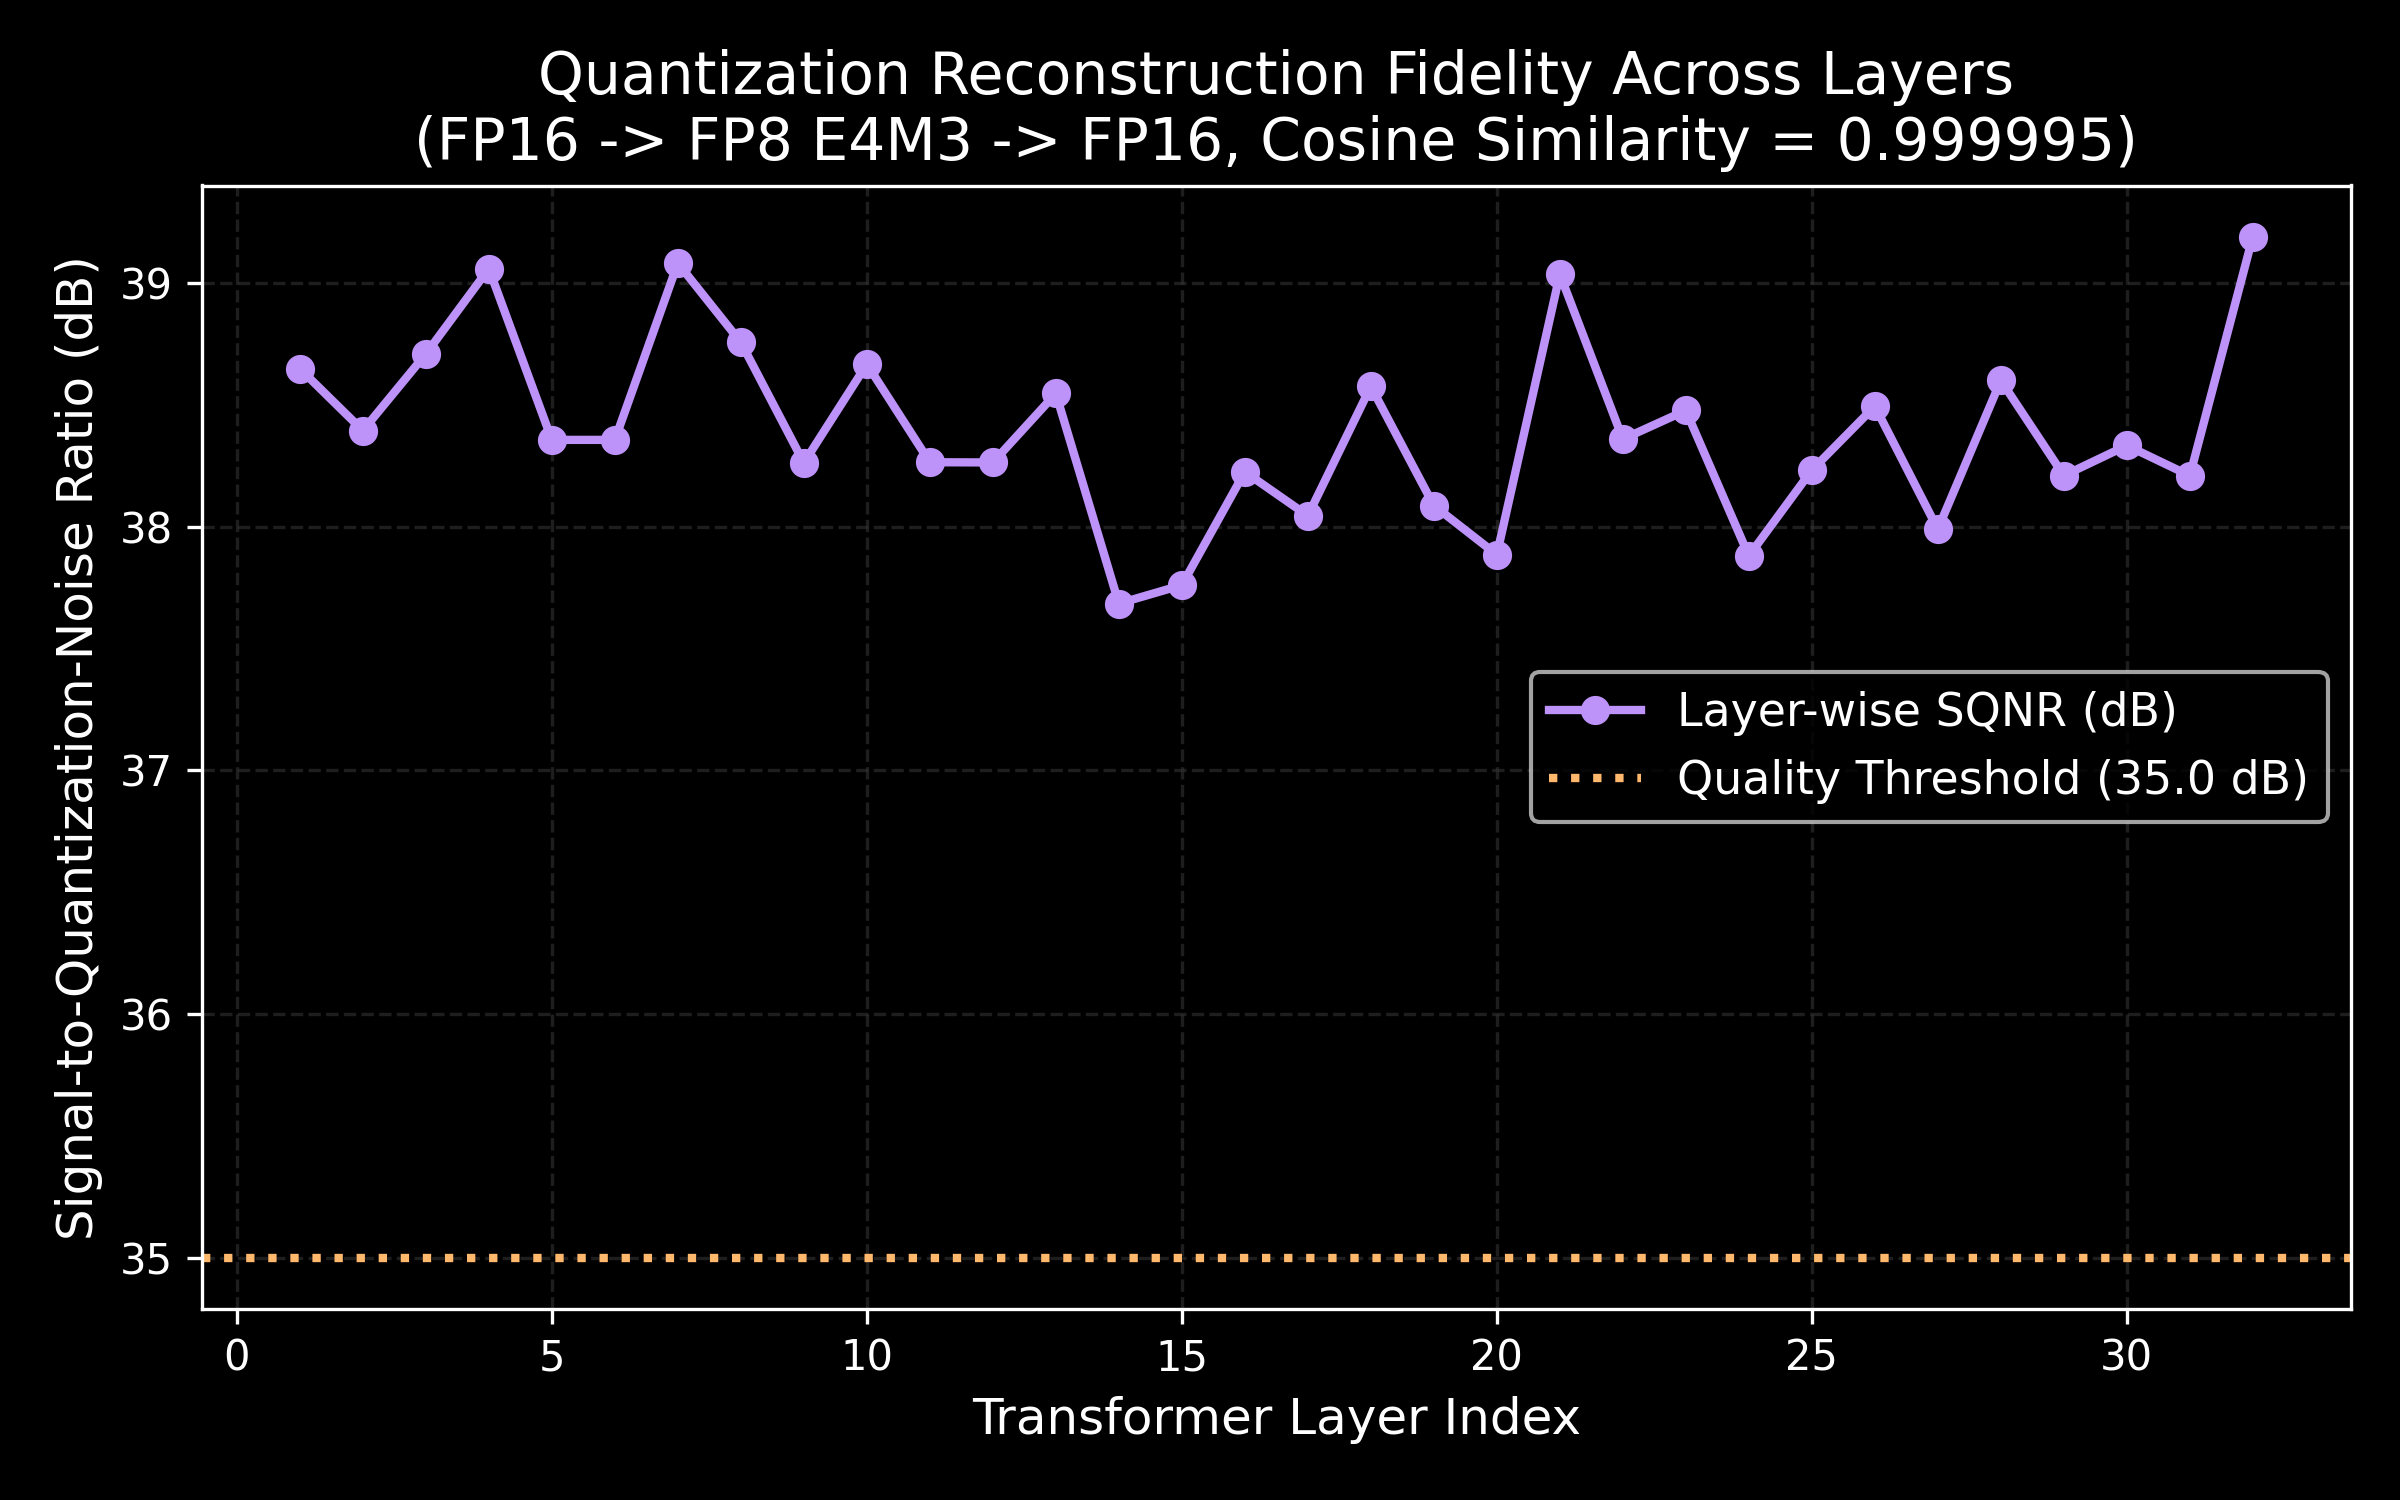 Quantization Reconstruction Fidelity Across Layers
(FP16 -> FP8 E4M3 -> FP16, Cosine Similarity = 0.999995)
Signal-to-Quantization-Noise Ratio (dB)
39
38
37
36
35
Layer-wise SQNR (dB)
Quality Threshold (35.0 dB)
0 5 10 15 20 25 30
Transformer Layer Index